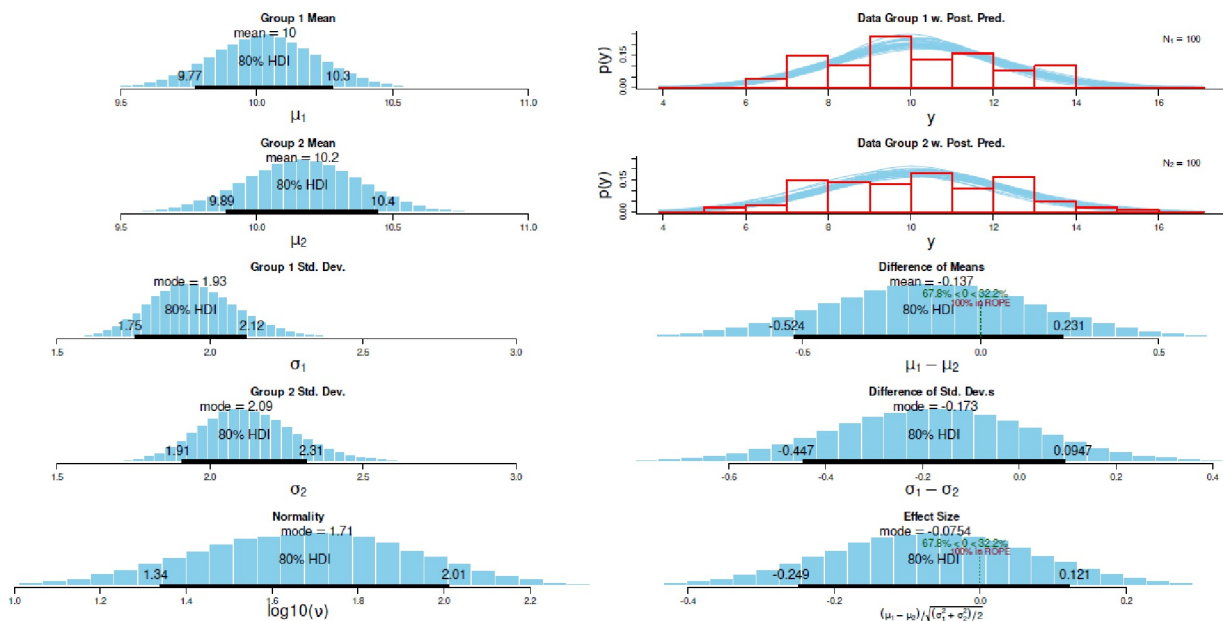 Group 1 Mean
mean = 10
80% HDI
9.77 10.3
9.5 10.0 10.5 11.0
μ₁
Data Group 1 w. Post. Pred.
N₁ = 100
p(y)
0.00 0.15
4 6 8 10 12 14 16
y
Group 2 Mean
mean = 10.2
80% HDI
9.89 10.4
9.5 10.0 10.5 11.0
μ₂
Data Group 2 w. Post. Pred.
N₂ = 100
p(y)
0.00 0.15
4 6 8 10 12 14 16
y
Group 1 Std. Dev.
mode = 1.93
80% HDI
1.75 2.12
1.5 2.0 2.5 3.0
σ₁
Difference of Means
mean = -0.137
67.8% < 0 < 32.2%
100% in ROPE
80% HDI
-0.524 0.231
-0.5 0.0 0.5
μ₁ − μ₂
Group 2 Std. Dev.
mode = 2.09
80% HDI
1.91 2.31
1.5 2.0 2.5 3.0
σ₂
Difference of Std. Dev.s
mode = -0.173
80% HDI
-0.447 0.0947
-0.6 -0.4 -0.2 0.0 0.2 0.4
σ₁ − σ₂
Normality
mode = 1.71
80% HDI
1.34 2.01
1.0 1.2 1.4 1.6 1.8 2.0 2.2
log10(ν)
Effect Size
mode = -0.0754
67.8% < 0 < 32.2%
100% in ROPE
80% HDI
-0.249 0.121
-0.4 -0.2 0.0 0.2
(μ₁ − μ₂)/√(σ₁² + σ₂²)/2